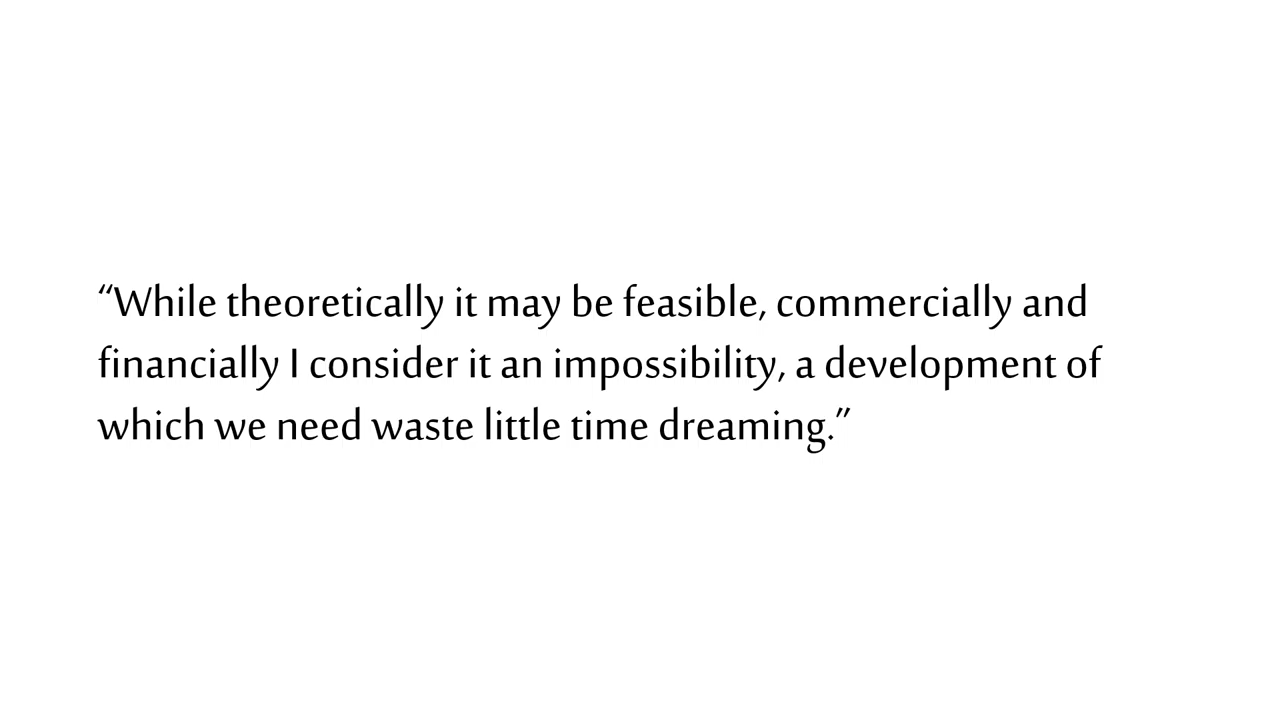 “While theoretically it may be feasible, commercially and
financially I consider it an impossibility, a development of
which we need waste little time dreaming.”